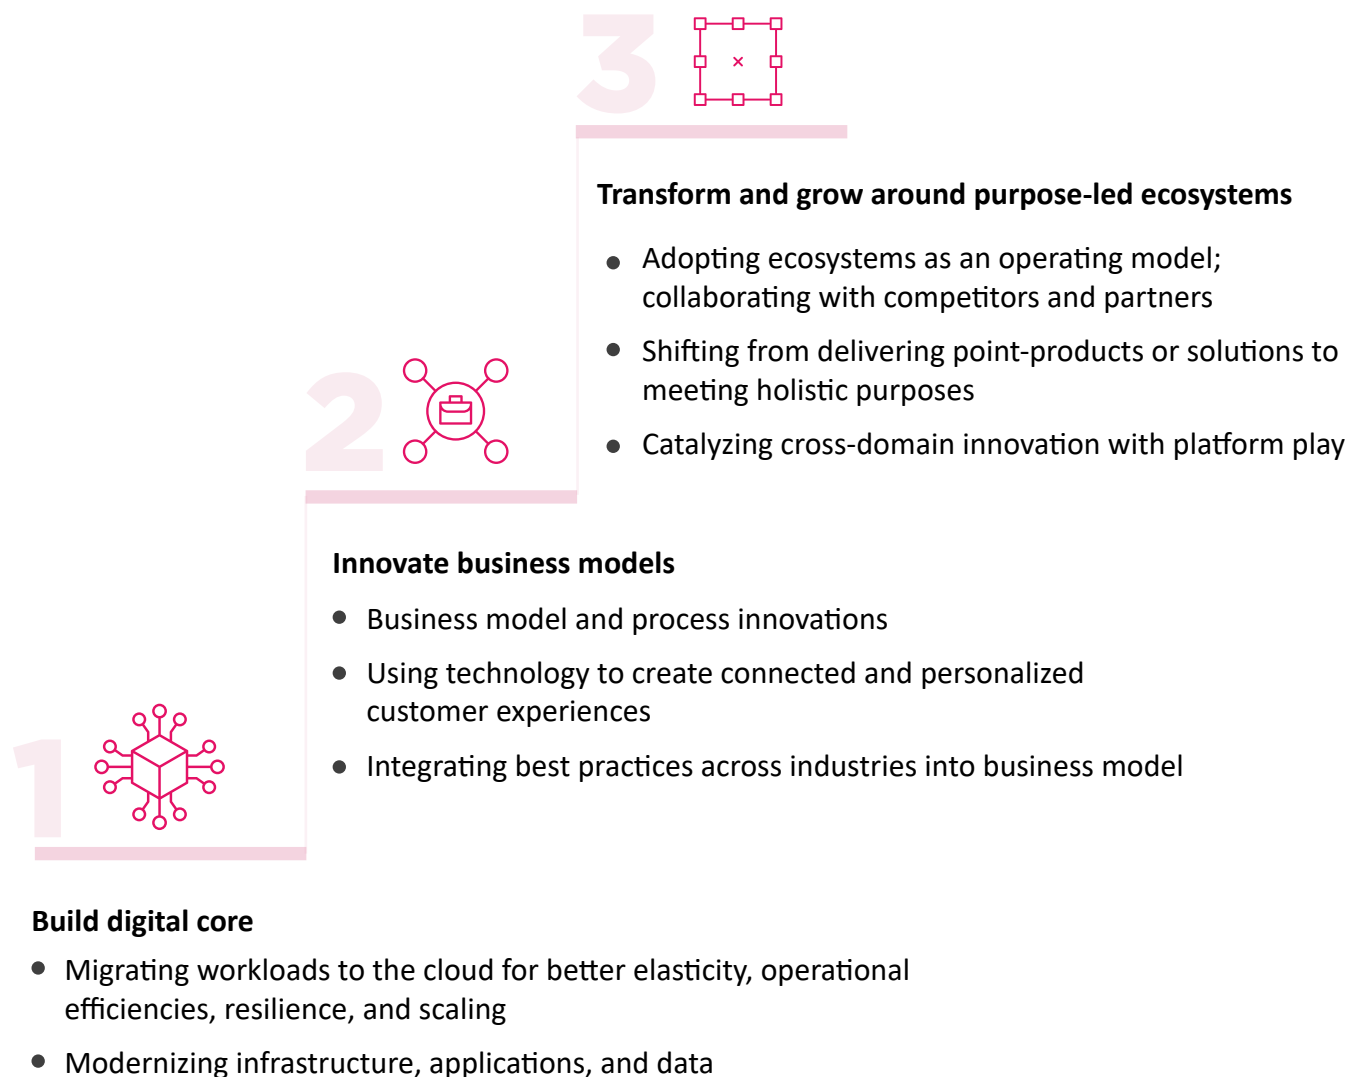 3
Transform and grow around purpose-led ecosystems
Adopting ecosystems as an operating model;
collaborating with competitors and partners
Shifting from delivering point-products or solutions to
meeting holistic purposes
Catalyzing cross-domain innovation with platform play
2
Innovate business models
Business model and process innovations
Using technology to create connected and personalized
customer experiences
Integrating best practices across industries into business model
1
Build digital core
Migrating workloads to the cloud for better elasticity, operational
efficiencies, resilience, and scaling
Modernizing infrastructure, applications, and data